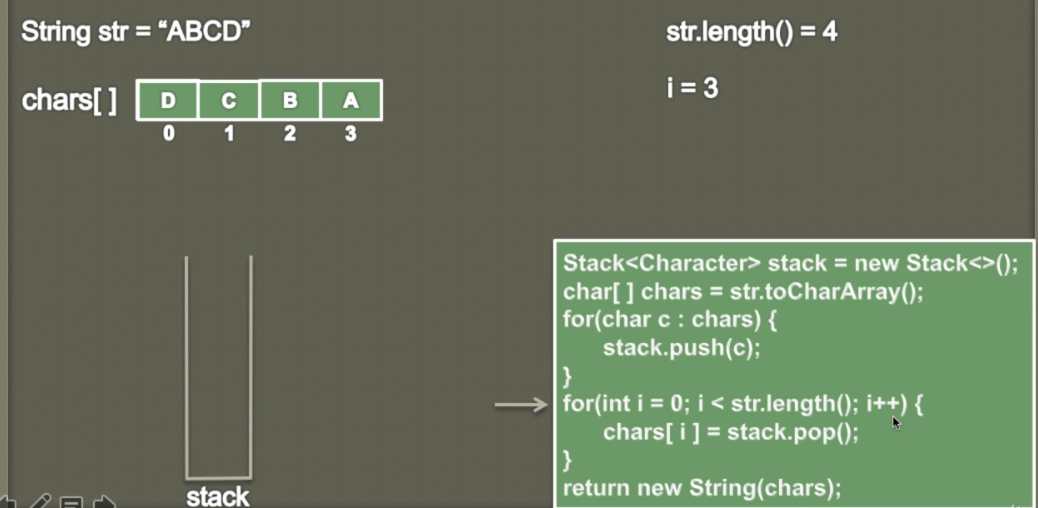 String str = “ABCD”
str.length() = 4
i = 3
chars[ ] D C B A
0 1 2 3
Stack<Character> stack = new Stack<>();
char[ ] chars = str.toCharArray();
for(char c : chars) {
stack.push(c);
}
for(int i = 0; i < str.length(); i++) {
chars[ i ] = stack.pop();
}
return new String(chars);
stack